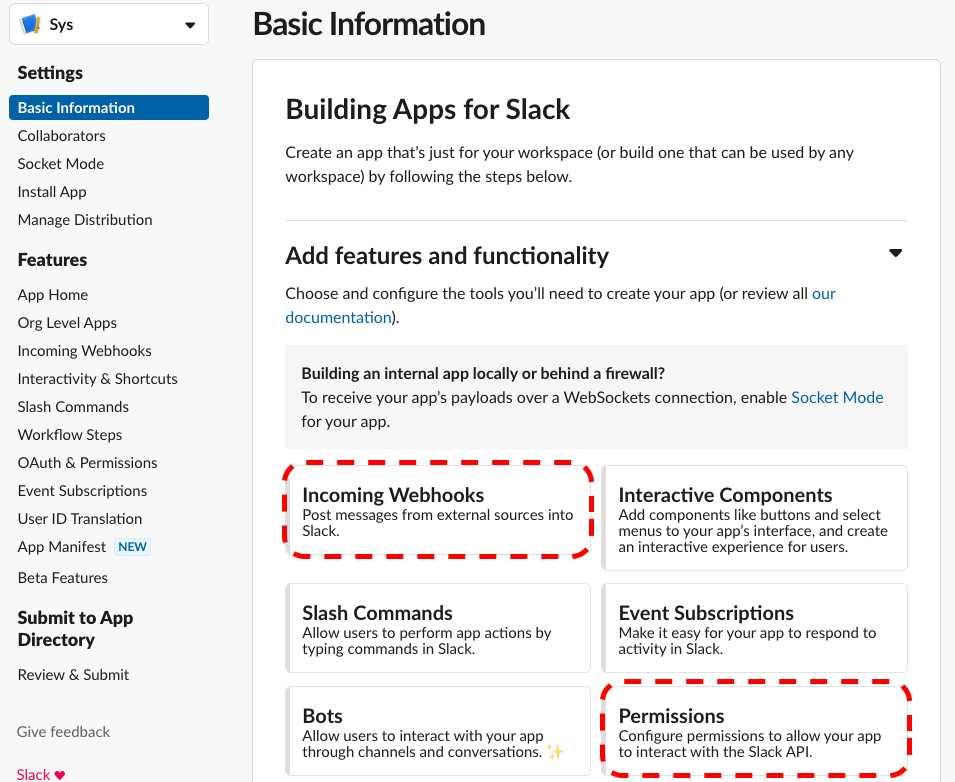 Sys
Settings
Basic Information
Collaborators
Socket Mode
Install App
Manage Distribution
Features
App Home
Org Level Apps
Incoming Webhooks
Interactivity & Shortcuts
Slash Commands
Workflow Steps
OAuth & Permissions
Event Subscriptions
User ID Translation
App Manifest NEW
Beta Features
Submit to App
Directory
Review & Submit
Give feedback
Slack ♥
Basic Information
Building Apps for Slack
Create an app that’s just for your workspace (or build one that can be used by any
workspace) by following the steps below.
Add features and functionality
Choose and configure the tools you’ll need to create your app (or review all our
documentation).
Building an internal app locally or behind a firewall?
To receive your app’s payloads over a WebSockets connection, enable Socket Mode
for your app.
Incoming Webhooks
Post messages from external sources into
Slack.
Interactive Components
Add components like buttons and select
menus to your app’s interface, and create
an interactive experience for users.
Slash Commands
Allow users to perform app actions by
typing commands in Slack.
Event Subscriptions
Make it easy for your app to respond to
activity in Slack.
Bots
Allow users to interact with your app
through channels and conversations. ✨
Permissions
Configure permissions to allow your app
to interact with the Slack API.